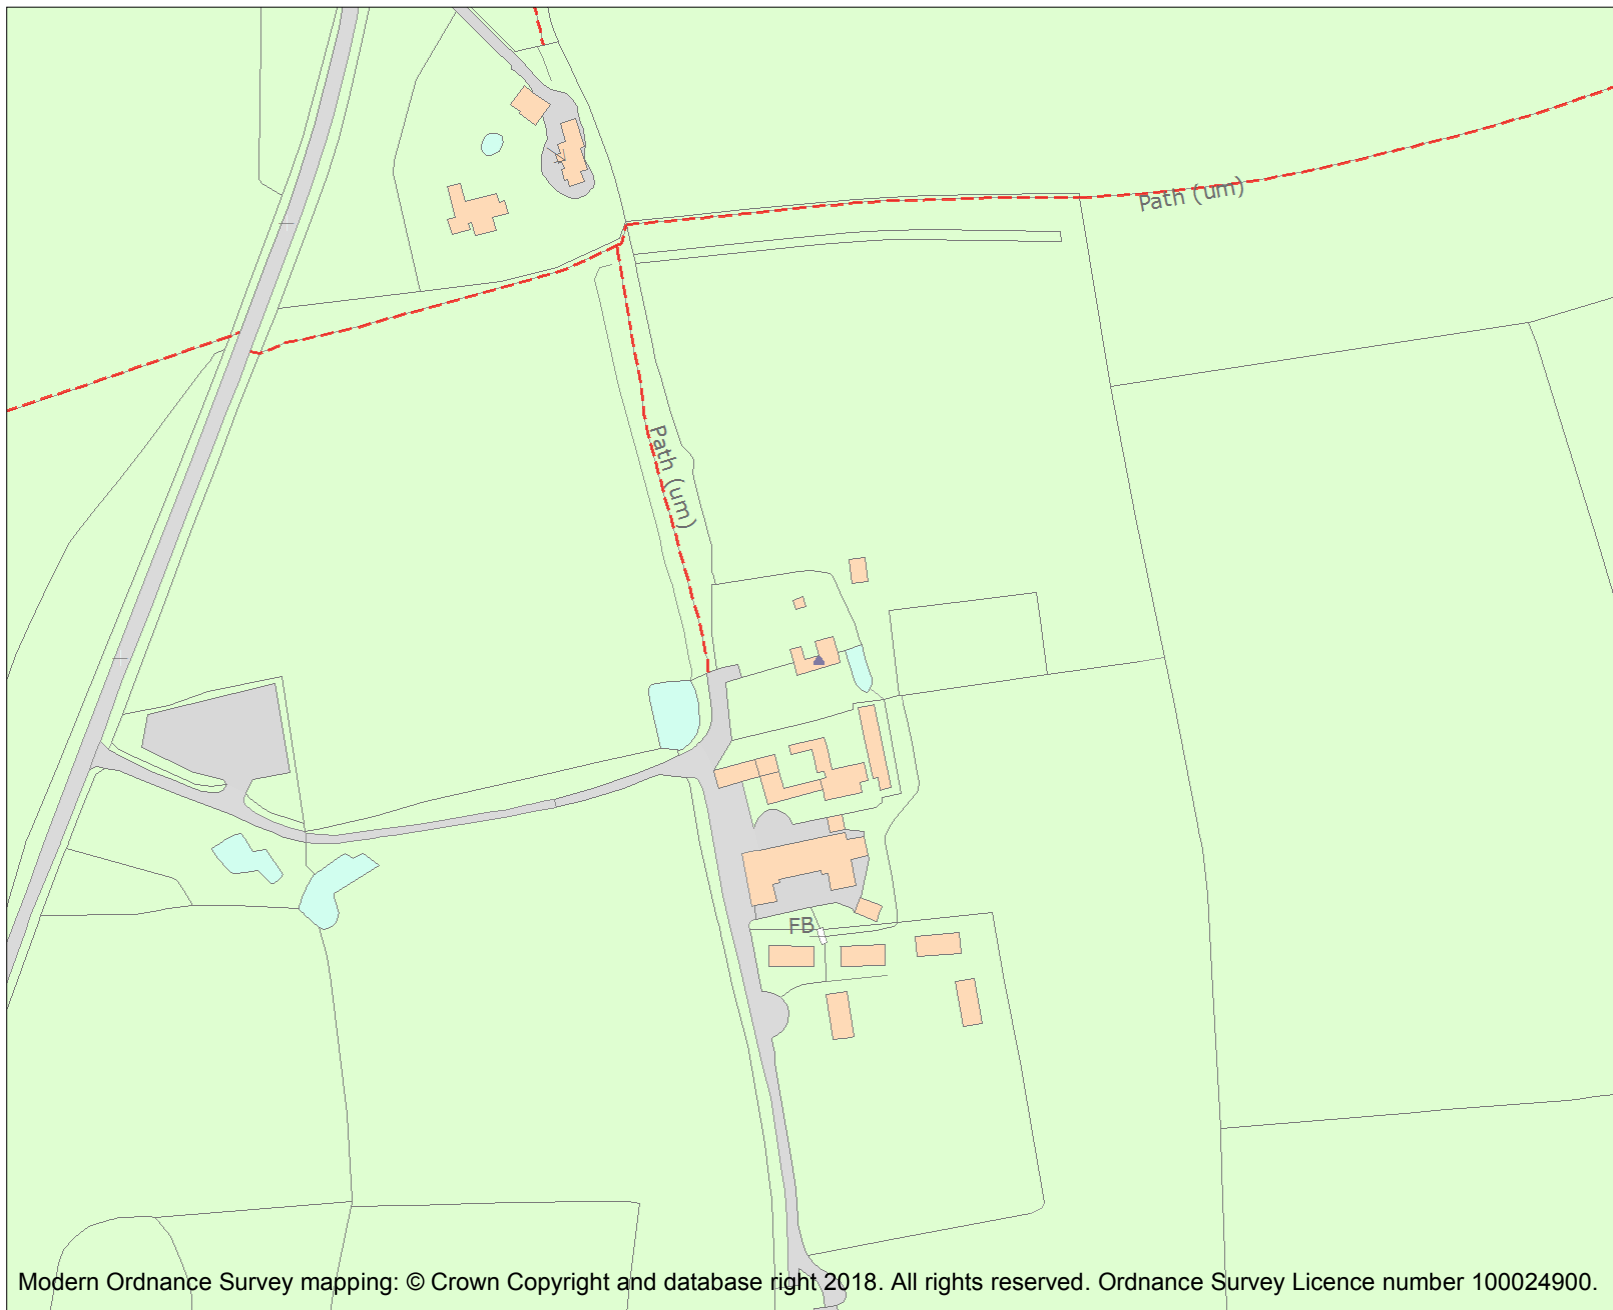 Path (um)
Path (um)
FB
Modern Ordnance Survey mapping: © Crown Copyright and database right 2018. All rights reserved. Ordnance Survey Licence number 100024900.